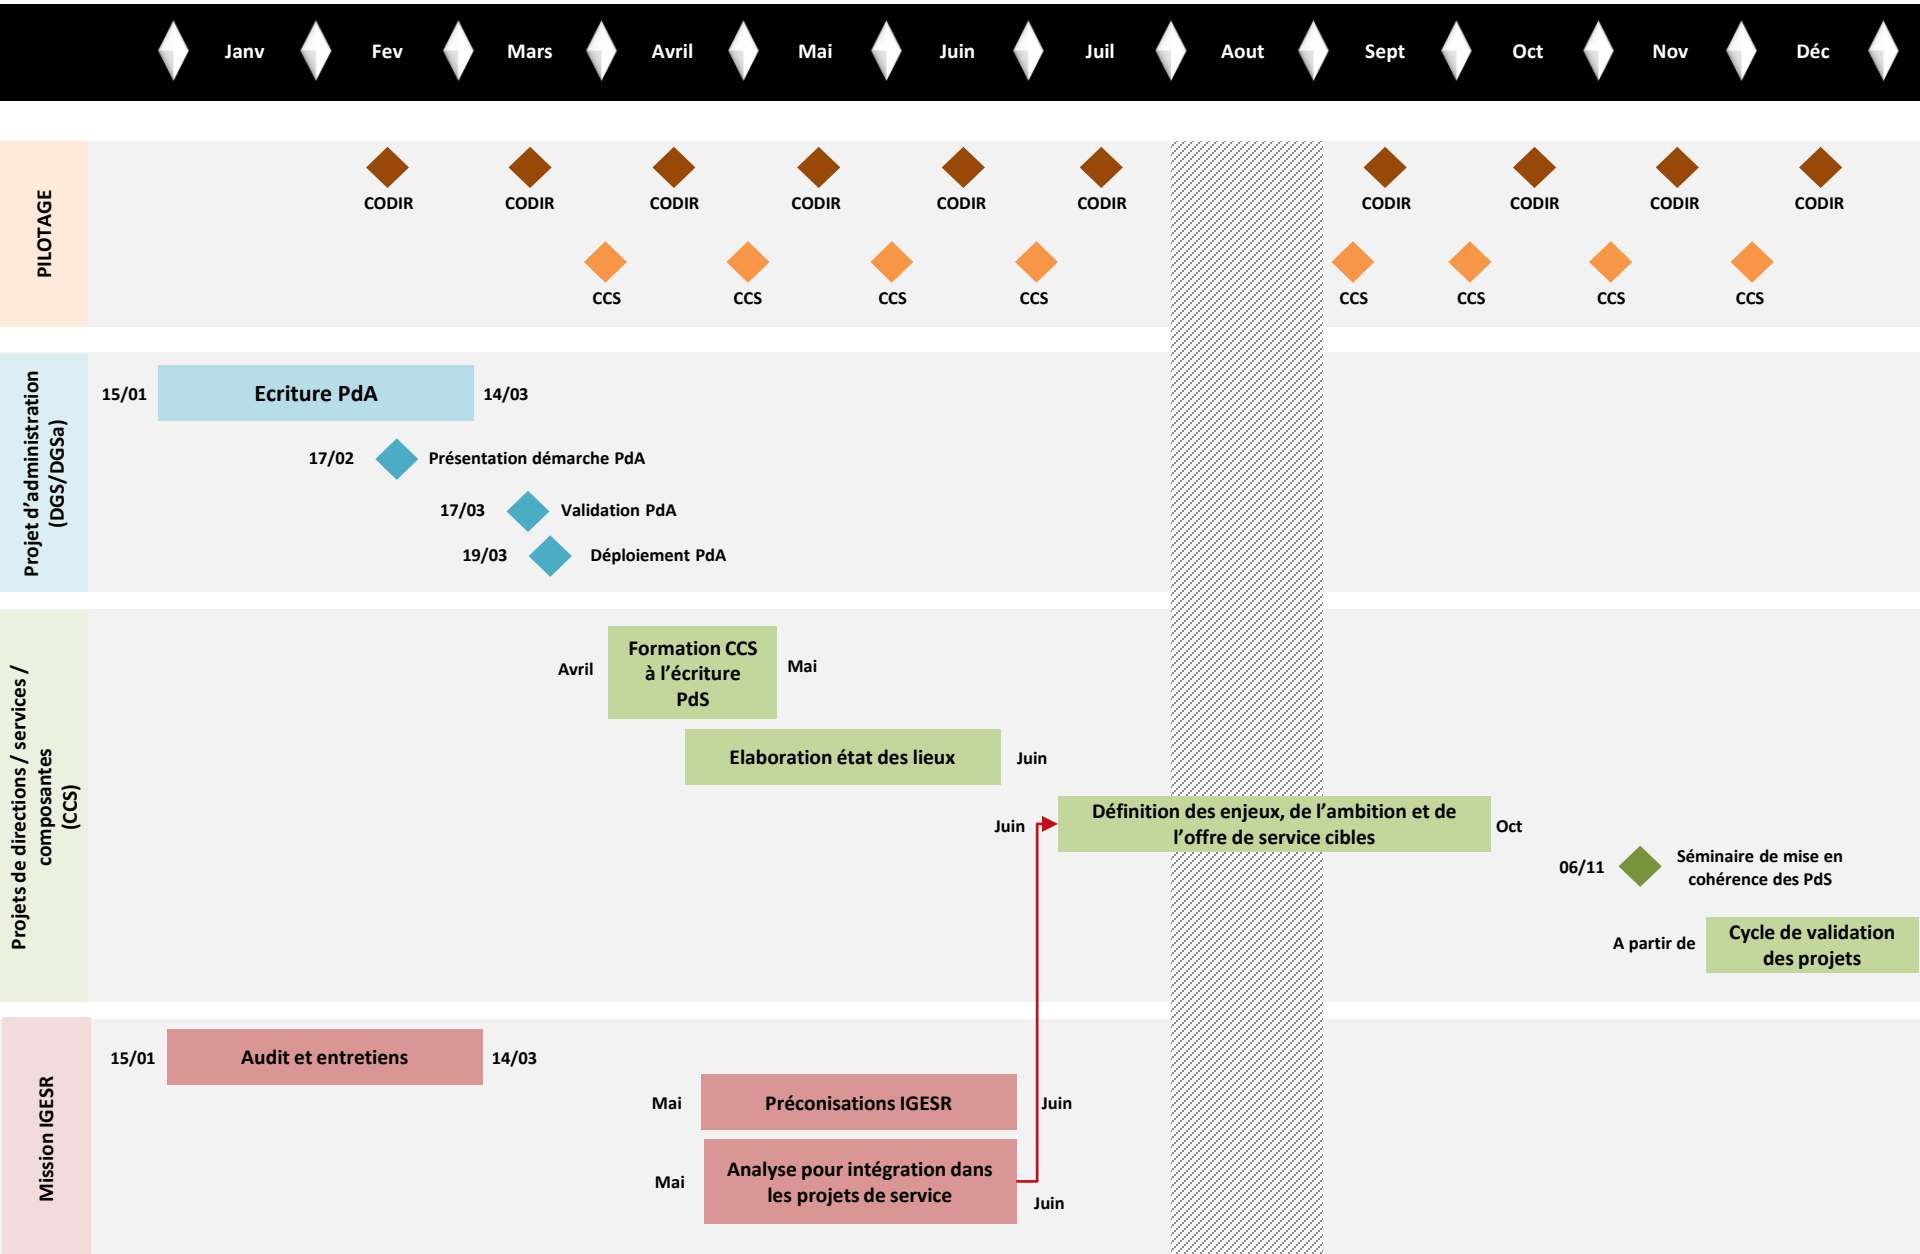 Janv
Fev
Mars
Avril
Mai
Juin
Juil
Aout
Sept
Oct
Nov
Déc
PILOTAGE
CODIR
CODIR
CODIR
CODIR
CODIR
CODIR
CODIR
CODIR
CODIR
CODIR
CCS
CCS
CCS
CCS
CCS
CCS
CCS
CCS
Projet d’administration
(DGS/DGSa)
15/01
Ecriture PdA
14/03
17/02
Présentation démarche PdA
17/03
Validation PdA
19/03
Déploiement PdA
Projets de directions / services /
composantes
(CCS)
Avril
Formation CCS
à l’écriture
PdS
Mai
Elaboration état des lieux
Juin
Juin
Définition des enjeux, de l’ambition et de
l’offre de service cibles
Oct
06/11
Séminaire de mise en
cohérence des PdS
A partir de
Cycle de validation
des projets
Mission IGESR
15/01
Audit et entretiens
14/03
Mai
Préconisations IGESR
Juin
Mai
Analyse pour intégration dans
les projets de service
Juin